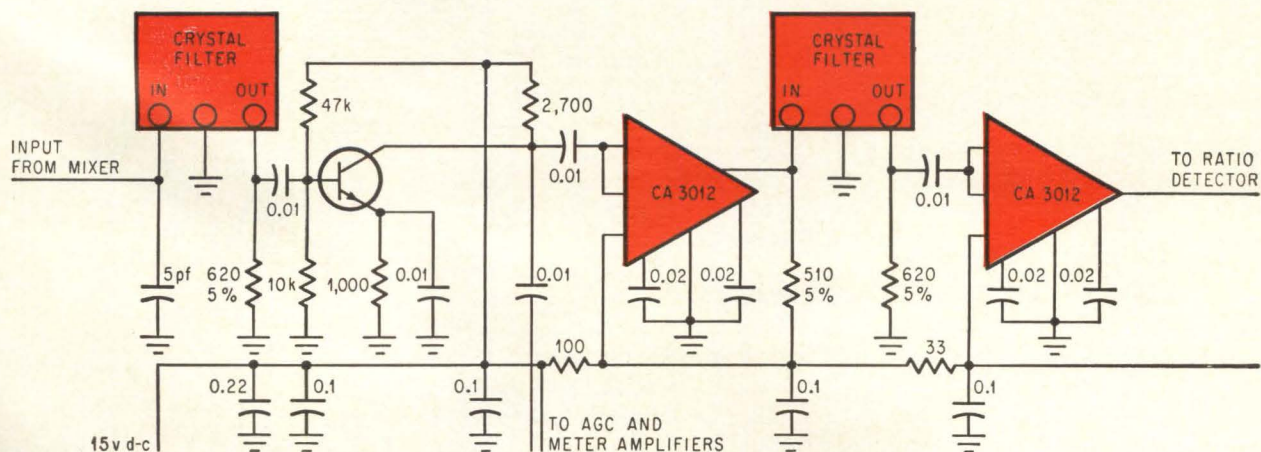 CRYSTAL
FILTER
IN
OUT
47k
2,700
INPUT
FROM MIXER
0.01
0.01
CA 3012
CRYSTAL
FILTER
IN
OUT
0.01
CA 3012
TO RATIO
DETECTOR
5pf
620
5%
10k
1,000
0.01
0.01
0.02
0.02
510
5%
620
5%
0.02
0.02
100
33
0.22
0.1
0.1
0.1
0.1
15v d-c
TO AGC AND
METER AMPLIFIERS